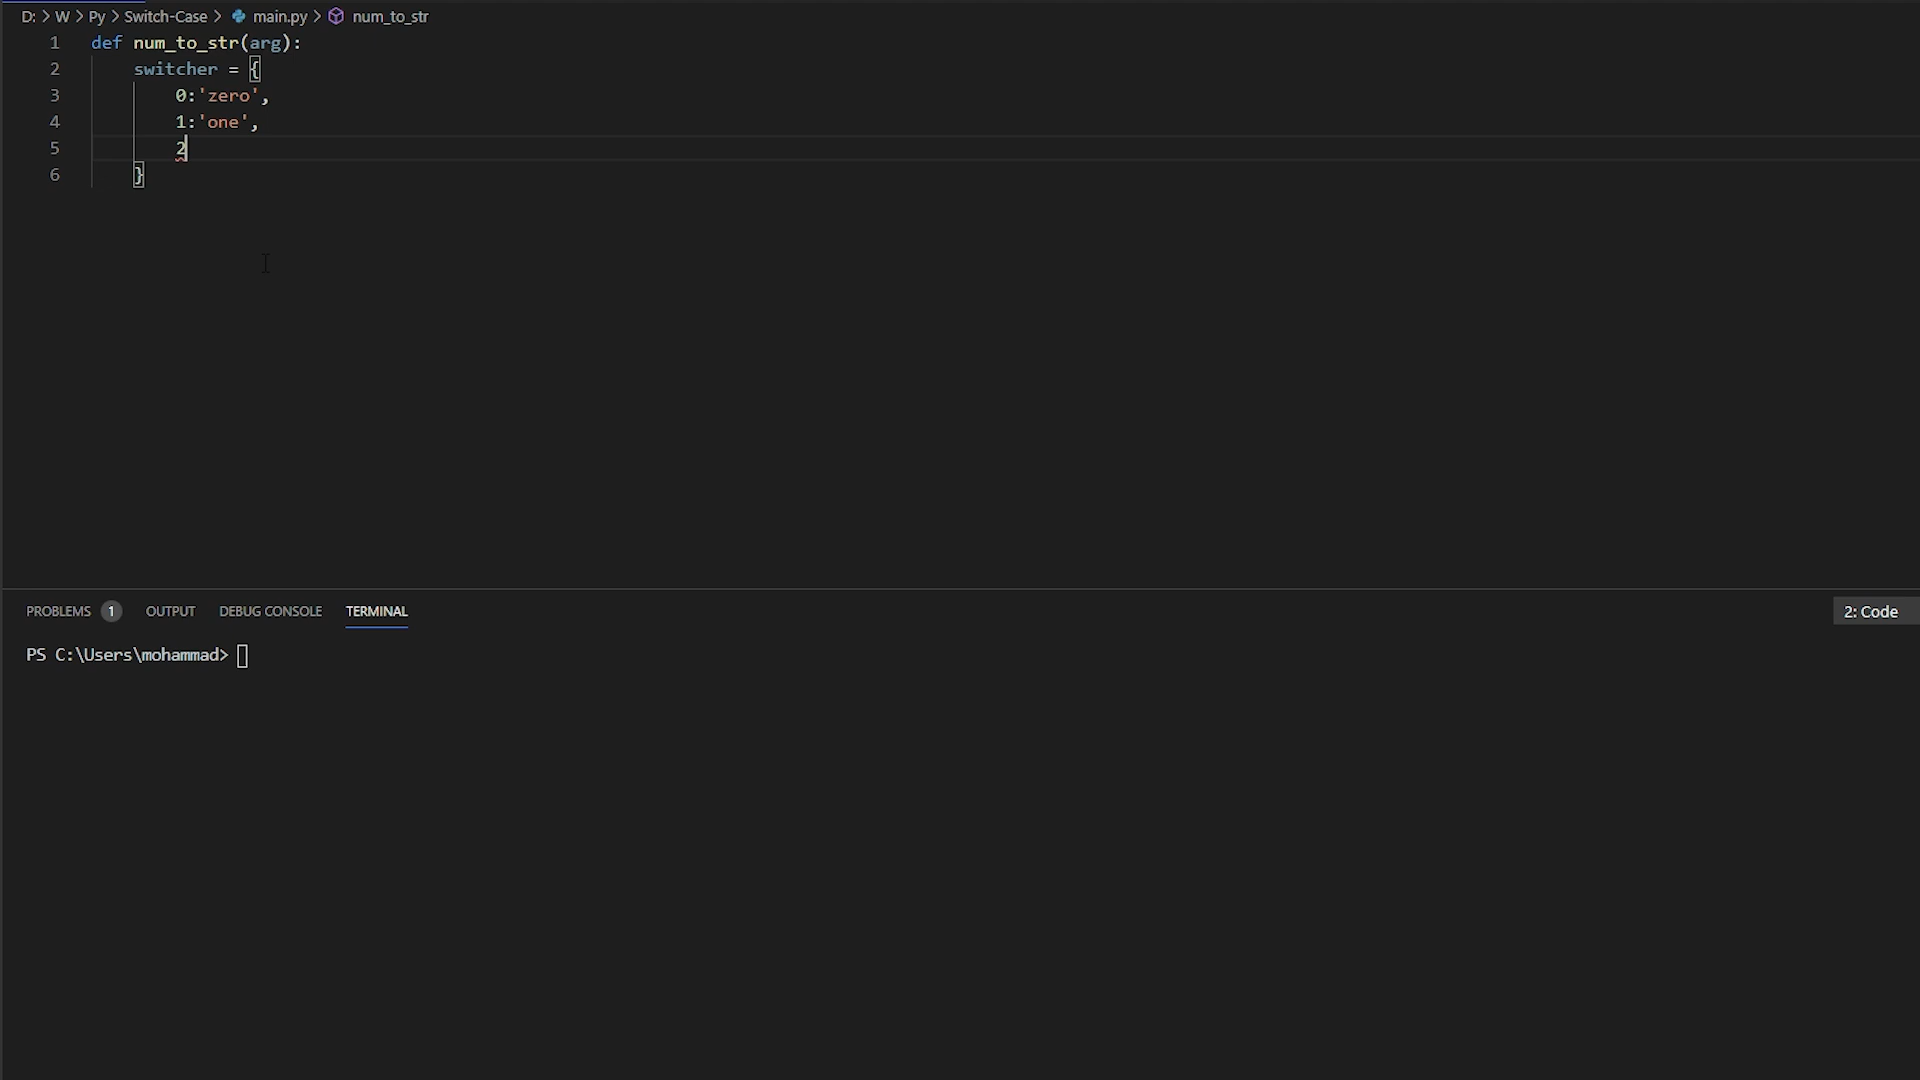 D: > W > Py > Switch-Case > main.py > num_to_str
1 def num_to_str(arg):
2 switcher = {
3 0:'zero',
4 1:'one',
5 2
6 }
PROBLEMS 1 OUTPUT DEBUG CONSOLE TERMINAL 2: Code
PS C:\Users\mohammad>